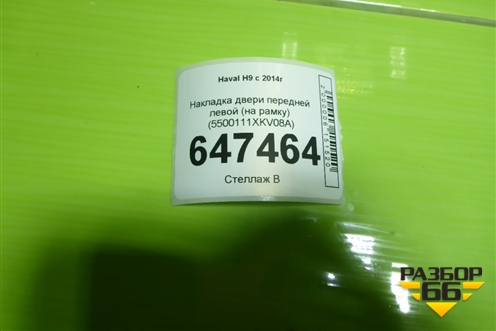 Haval H9 с 2014г
Накладка двери передней
левой (на рамку)
(5500111XKV08A)
647464
Стеллаж В
РАЗБОР
66